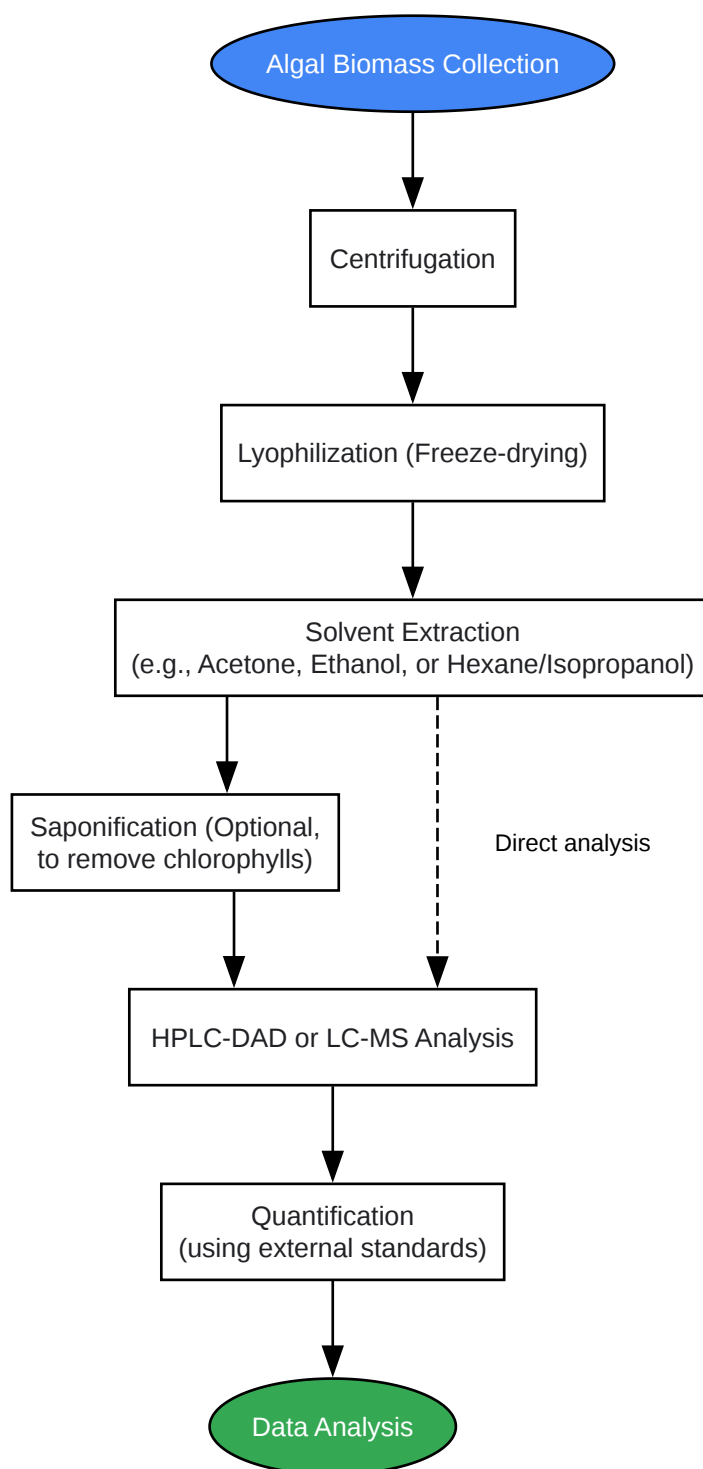 Algal Biomass Collection
Centrifugation
Lyophilization (Freeze-drying)
Solvent Extraction
(e.g., Acetone, Ethanol, or Hexane/Isopropanol)
Saponification (Optional,
to remove chlorophylls)
Direct analysis
HPLC-DAD or LC-MS Analysis
Quantification
(using external standards)
Data Analysis